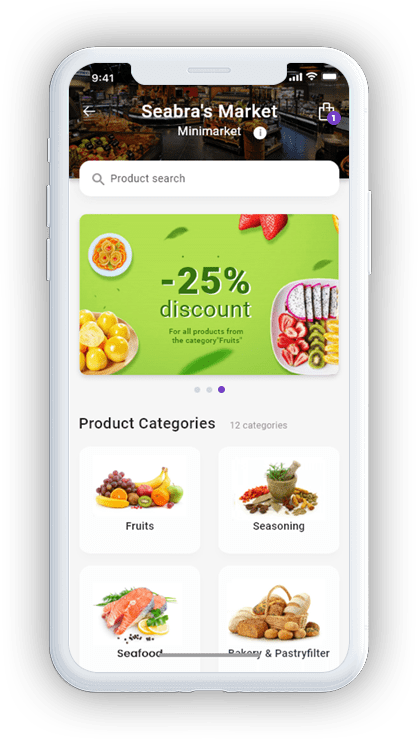 9:41
Seabra's Market
Minimarket i
1
Product search
-25%
discount
For all products from
the category"Fruits"
Product Categories 12 categories
Fruits Seasoning
Seafood Bakery & Pastryfilter